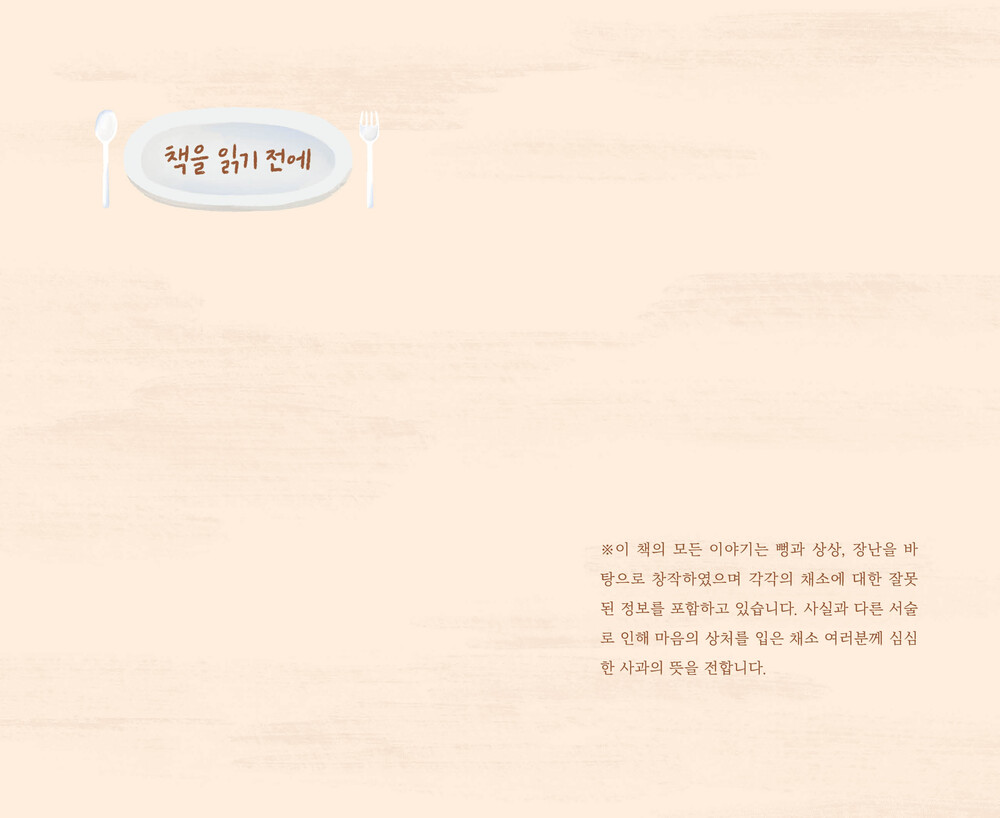 책을 읽기 전에
※이 책의 모든 이야기는 뻥과 상상, 장난을 바
탕으로 창작하였으며 각각의 채소에 대한 잘못
된 정보를 포함하고 있습니다. 사실과 다른 서술
로 인해 마음의 상처를 입은 채소 여러분께 심심
한 사과의 뜻을 전합니다.